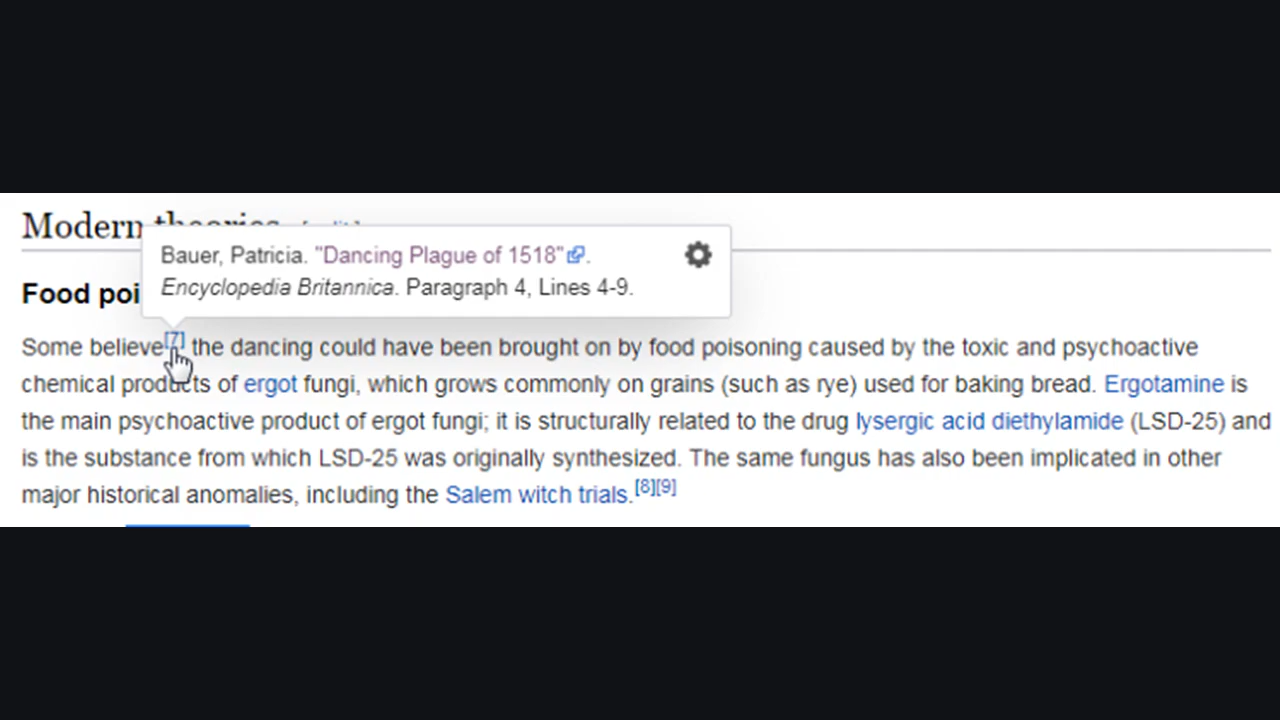 Modern
Bauer, Patricia. "Dancing Plague of 1518".
Encyclopedia Britannica. Paragraph 4, Lines 4-9.
Food poi
Some believe[7] the dancing could have been brought on by food poisoning caused by the toxic and psychoactive
chemical products of ergot fungi, which grows commonly on grains (such as rye) used for baking bread. Ergotamine is
the main psychoactive product of ergot fungi; it is structurally related to the drug lysergic acid diethylamide (LSD-25) and
is the substance from which LSD-25 was originally synthesized. The same fungus has also been implicated in other
major historical anomalies, including the Salem witch trials.[8][9]